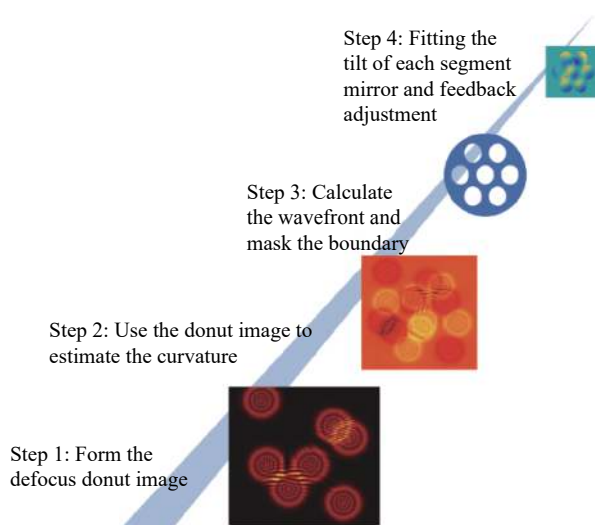 Step 4: Fitting the
tilt of each segment
mirror and feedback
adjustment
Step 3: Calculate
the wavefront and
mask the boundary
Step 2: Use the donut image to
estimate the curvature
Step 1: Form the
defocus donut image